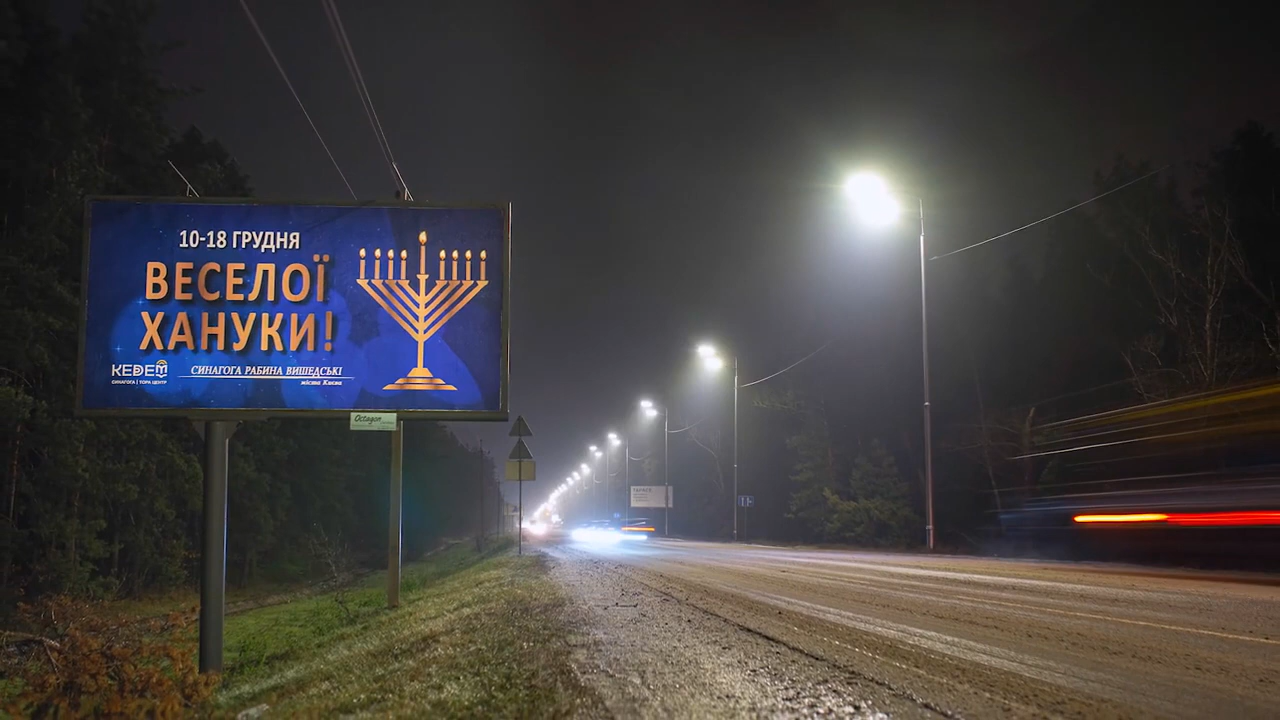 10-18 ГРУДНЯ
ВЕСЕЛОЇ
ХАНУКИ!
KEDEM
СИНАГОГА | ТОРА ЦЕНТР
СИНАГОГА РАБИНА ВИШЕДСЬКІ
міста Києва
Octagon